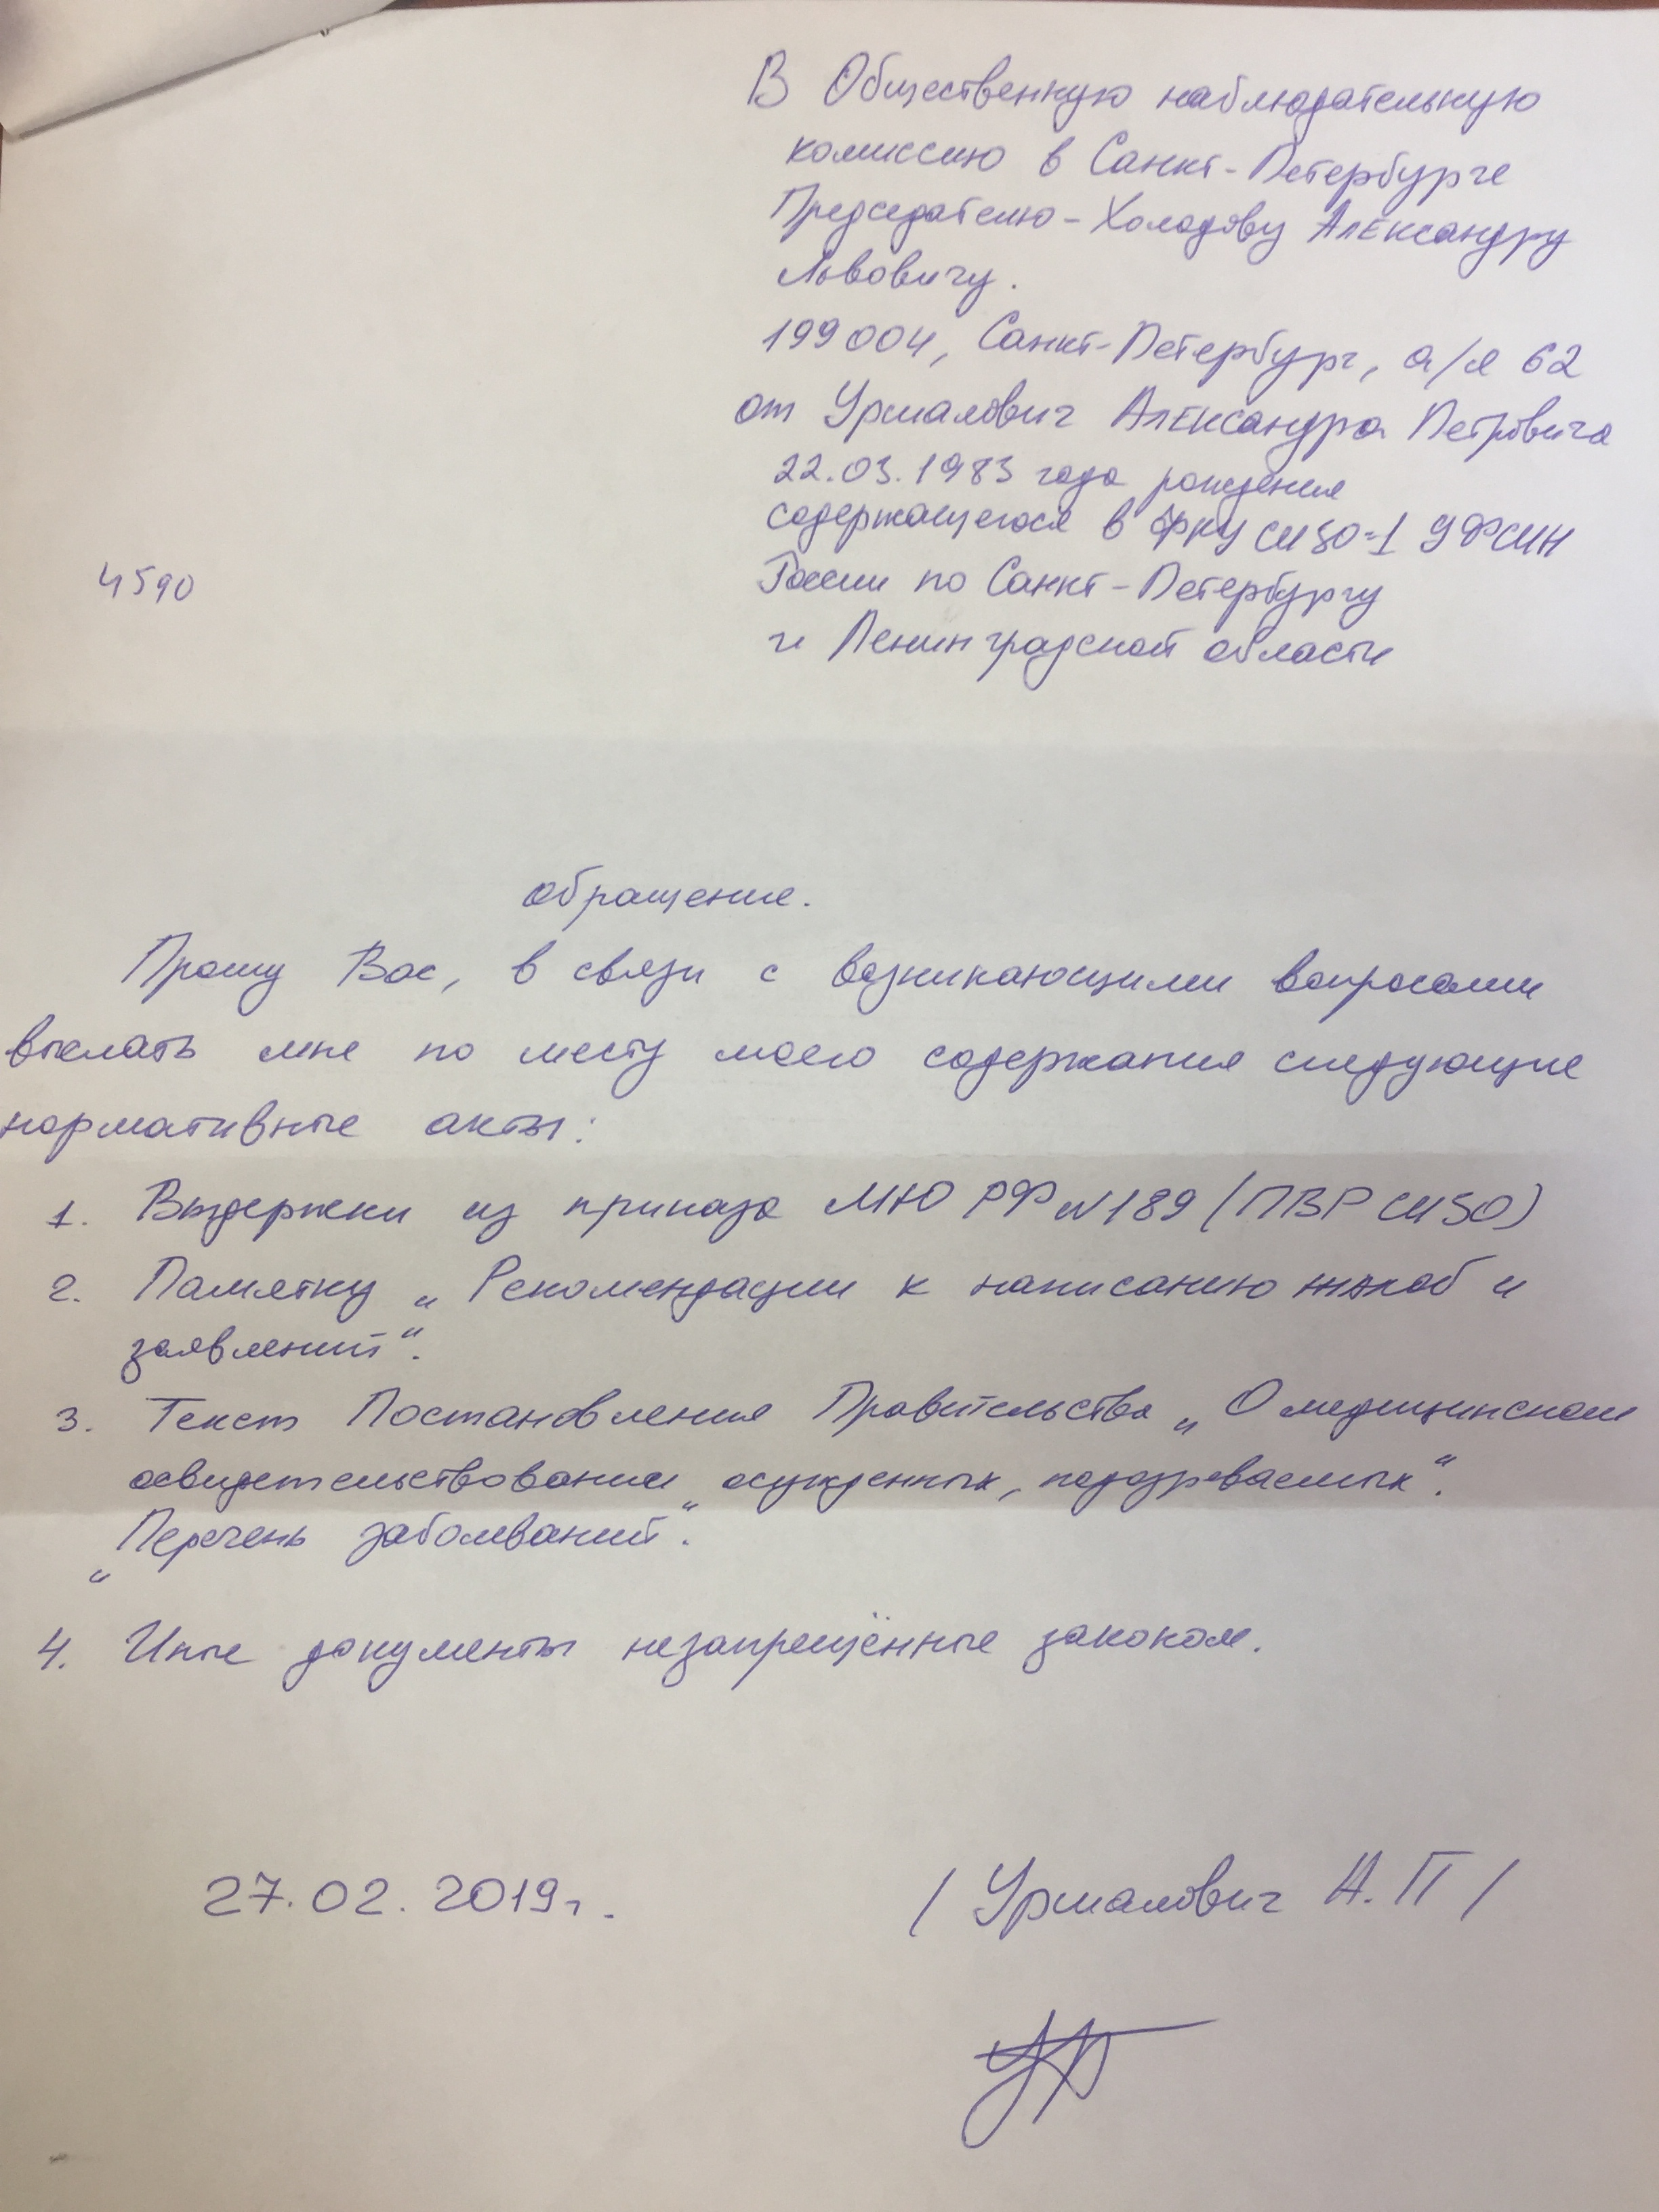 В Общественную наблюдательную
комиссию в Санкт-Петербурге
Председателю - Холодову Александру
Львовичу.
199004, Санкт-Петербург, а/я 62
от Урмалович Александра Петровича
22.03.1983 года рождения
содержащегося в ФКУ СИЗО-1 УФСИН
России по Санкт-Петербургу
4590
и Ленинградской области
обращение.
Прошу Вас, в связи с возникающими вопросами
выслать мне по месту моего содержания следующие
нормативные акты:
1. Выдержки из приказа МЮ РФ №189 (ПВР СИЗО)
2. Памятку „Рекомендации к написанию жалоб и
заявлений“.
3. Текст Постановления Правительства „О медицинском
освидетельствовании осужденных, подозреваемых“.
„Перечень заболеваний“.
4. Иные документы незапрещённые законом.
27.02.2019г. / Урмалович А.П /